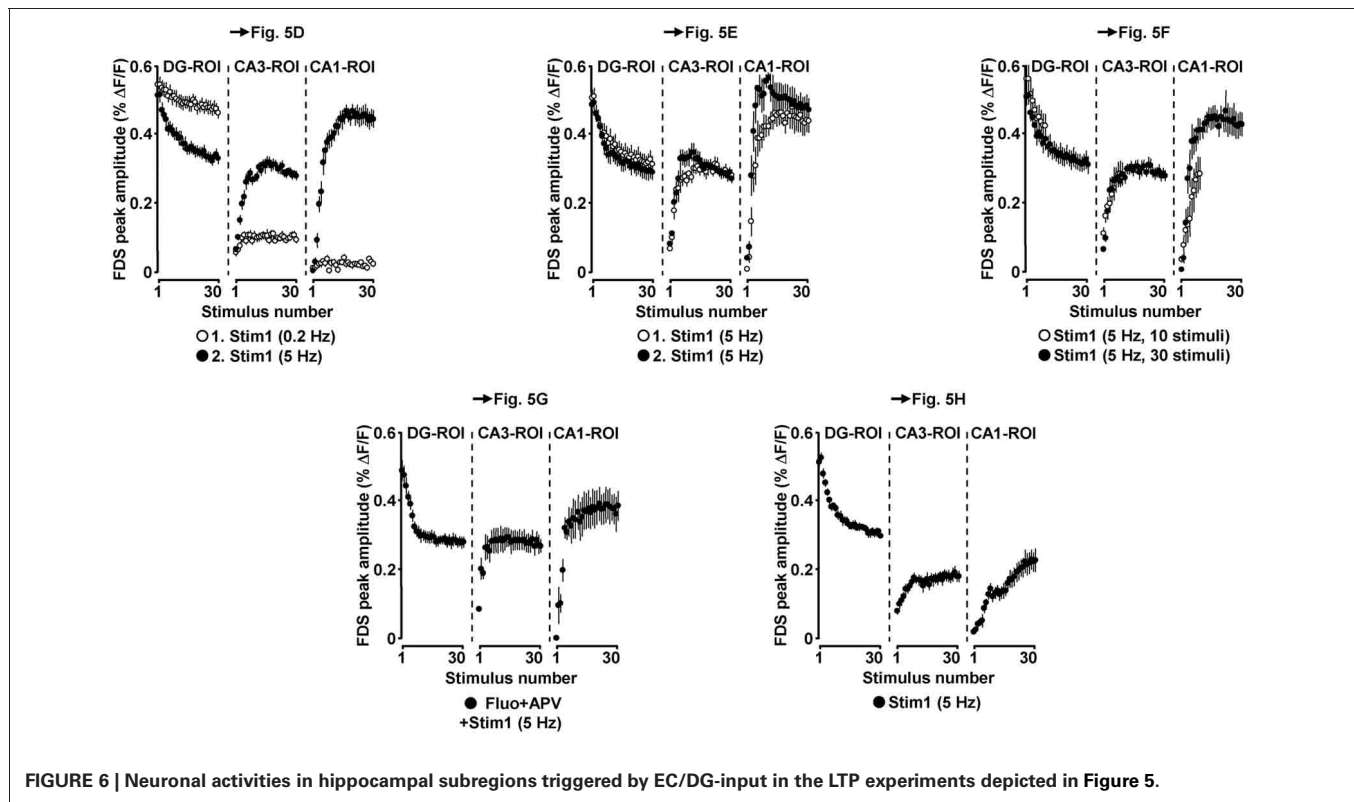 →Fig. 5D
DG-ROI CA3-ROI CA1-ROI
FDS peak amplitude (% ΔF/F)
0.6
0.4
0.2
0
1 30 1 30 1 30
Stimulus number
1. Stim1 (0.2 Hz)
2. Stim1 (5 Hz)
→Fig. 5E
DG-ROI CA3-ROI CA1-ROI
FDS peak amplitude (% ΔF/F)
0.6
0.4
0.2
0
1 30 1 30 1 30
Stimulus number
1. Stim1 (5 Hz)
2. Stim1 (5 Hz)
→Fig. 5F
DG-ROI CA3-ROI CA1-ROI
FDS peak amplitude (% ΔF/F)
0.6
0.4
0.2
0
1 30 1 30 1 30
Stimulus number
Stim1 (5 Hz, 10 stimuli)
Stim1 (5 Hz, 30 stimuli)
→Fig. 5G
DG-ROI CA3-ROI CA1-ROI
FDS peak amplitude (% ΔF/F)
0.6
0.4
0.2
0
1 30 1 30 1 30
Stimulus number
Fluo+APV
+Stim1 (5 Hz)
→Fig. 5H
DG-ROI CA3-ROI CA1-ROI
FDS peak amplitude (% ΔF/F)
0.6
0.4
0.2
0
1 30 1 30 1 30
Stimulus number
Stim1 (5 Hz)
FIGURE 6 | Neuronal activities in hippocampal subregions triggered by EC/DG-input in the LTP experiments depicted in Figure 5.